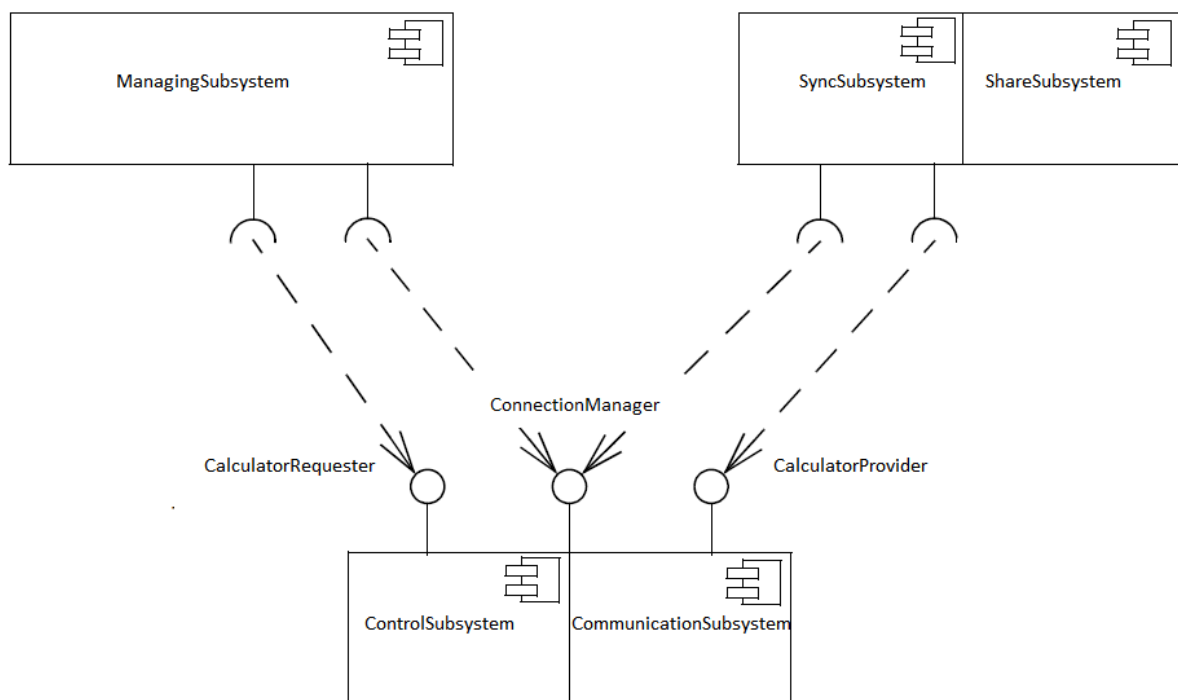 ManagingSubsystem
SyncSubsystem
ShareSubsystem
ConnectionManager
CalculatorRequester
CalculatorProvider
ControlSubsystem
CommunicationSubsystem